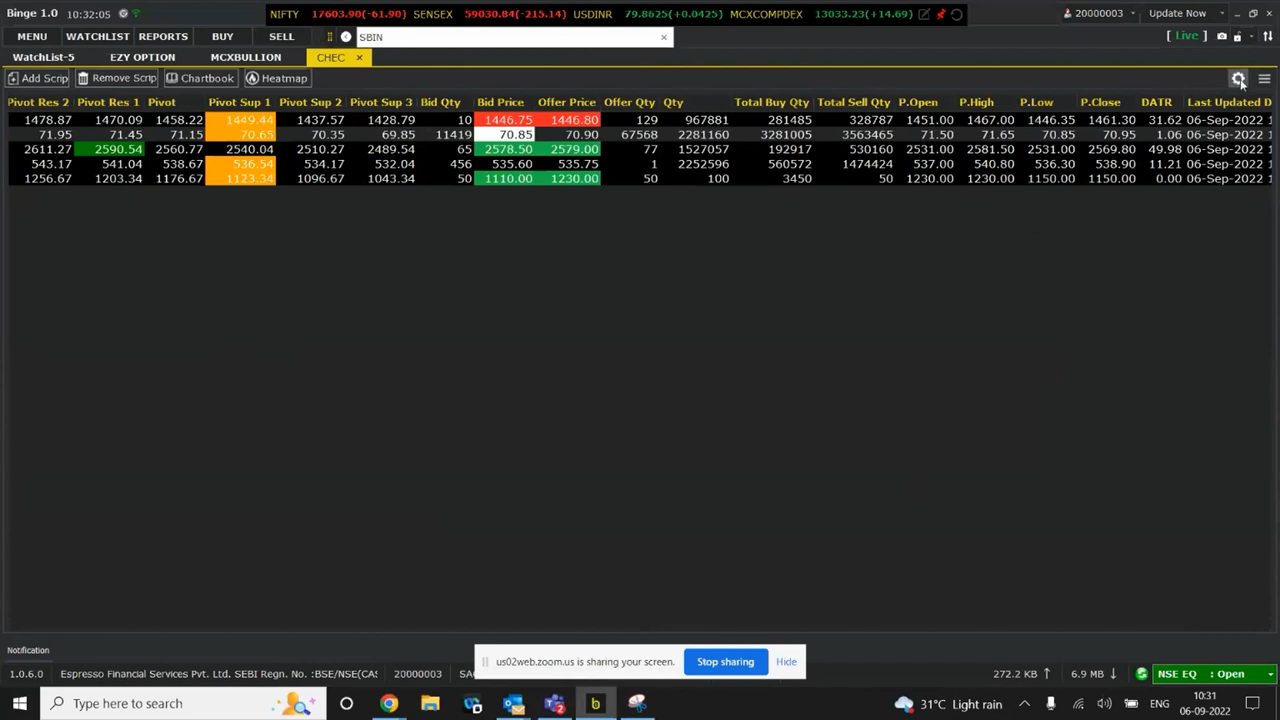 Binge 1.0
10:32:05
NIFTY 17603.90(-61.90) SENSEX 59030.84(-215.14) USDINR 79.8625(+0.0425) MCXCOMPDEX 13033.23(+14.69)
20000003
Update Now
MENU WATCHLIST REPORTS BUY SELL
SBIN
[ Live ]
WatchList-5 EZY OPTION MCXBULLION CHEC
Add Scrip Remove Scrip Chartbook Heatmap
Pivot Res 2 Pivot Res 1 Pivot Pivot Sup 1 Pivot Sup 2 Pivot Sup 3 Bid Qty Bid Price Offer Price Offer Qty Qty Total Buy Qty Total Sell Qty P.Open P.High P.Low P.Close DATR Last Updated D
1478.87 1470.09 1458.22 1449.44 1437.57 1428.79 10 1446.75 1446.80 129 967881 281485 328787 1451.00 1467.00 1446.35 1461.30 31.62 06-Sep-2022 1
71.95 71.45 71.15 70.65 70.35 69.85 11419 70.85 70.90 67568 2281160 3281005 3563465 71.50 71.65 70.85 70.95 1.06 06-Sep-2022 1
2611.27 2590.54 2560.77 2540.04 2510.27 2489.54 65 2578.50 2579.00 77 1527057 192917 530160 2531.00 2581.50 2531.00 2569.80 49.98 06-Sep-2022 1
543.17 541.04 538.67 536.54 534.17 532.04 456 535.60 535.75 1 2252596 560572 1474424 537.00 540.80 536.30 538.90 11.21 06-Sep-2022 1
1256.67 1203.34 1176.67 1123.34 1096.67 1043.34 50 1110.00 1230.00 50 100 3450 50 1230.00 1230.00 1150.00 1150.00 0.00 06-Sep-2022 1
Notification
us02web.zoom.us is sharing your screen. Stop sharing Hide
1.0.6.0 Espresso Financial Services Pvt. Ltd. SEBI Regn. No. :BSE/NSE(CAS 20000003 SA 272.2 KB 6.9 MB NSE EQ : Open
Type here to search
31°C Light rain
ENG
10:31
06-09-2022